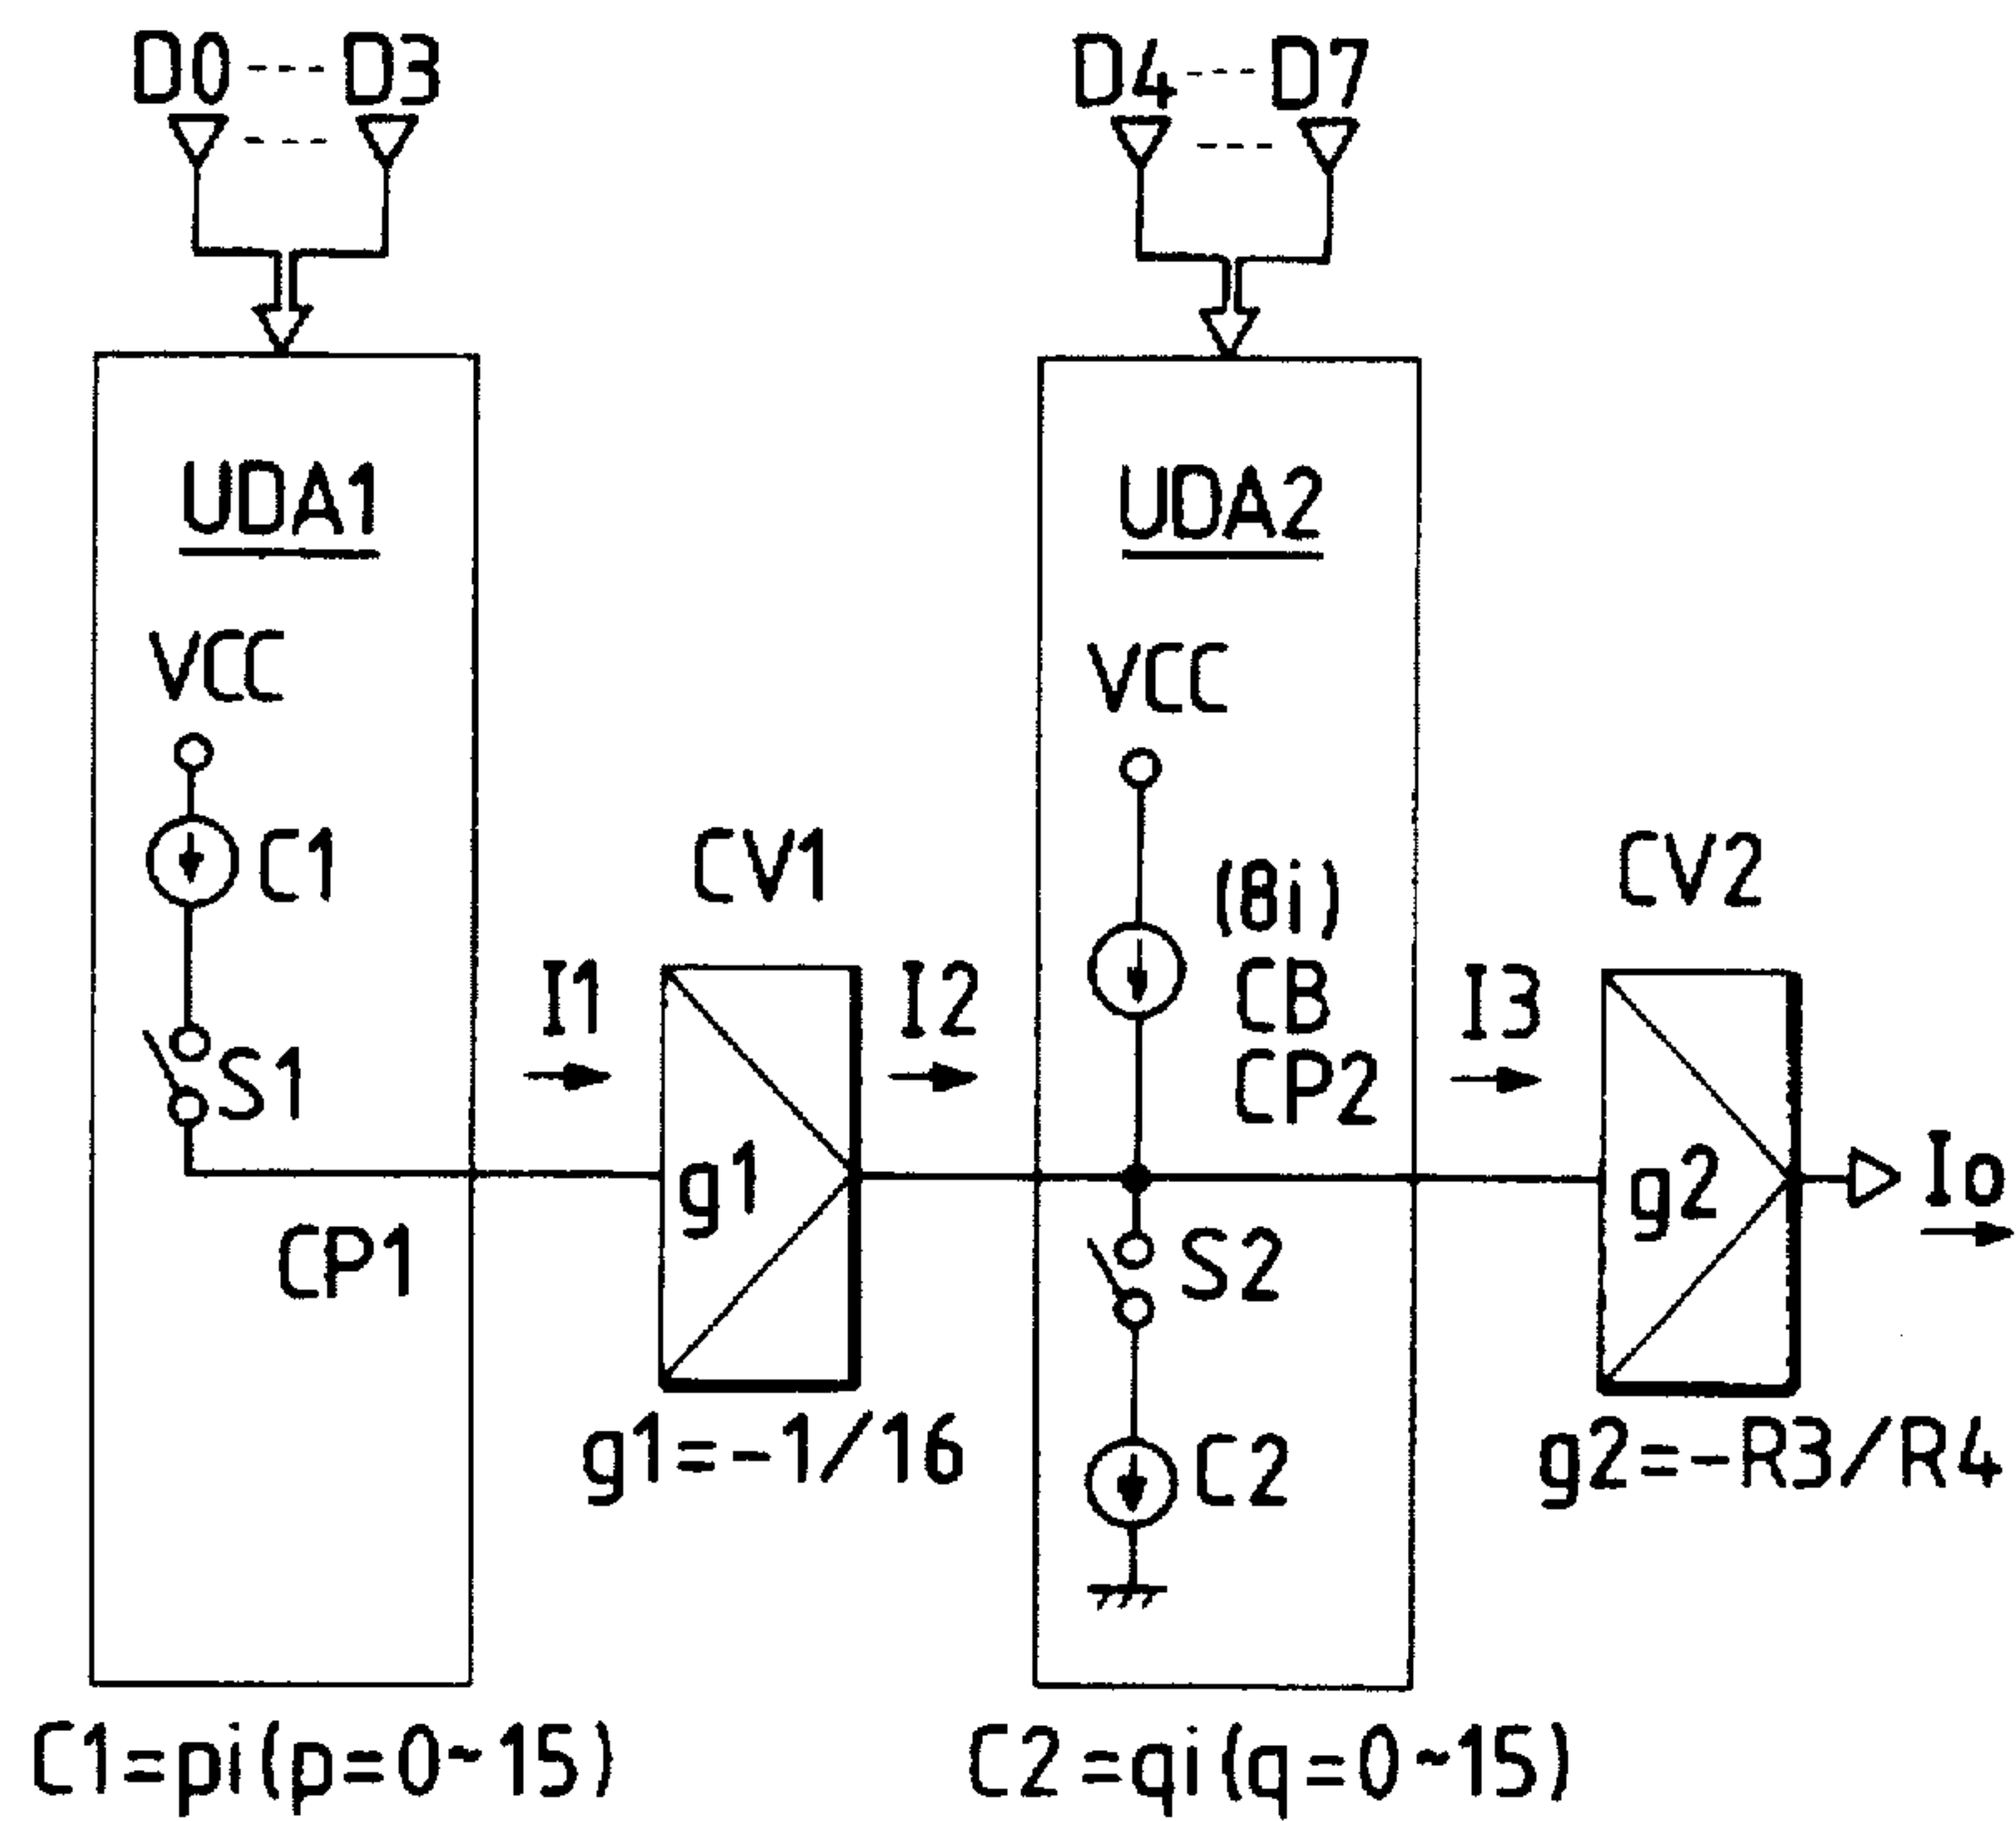 D0---D3
D4---D7
UDA1
UDA2
VCC
VCC
C1
CV1
(8i)
CB
CP2
CV2
S1
I1
I2
I3
g1
g2
Io
CP1
S2
g1=-1/16
C2
g2=-R3/R4
C1=pi(p=0~15)
C2=qi(q=0~15)